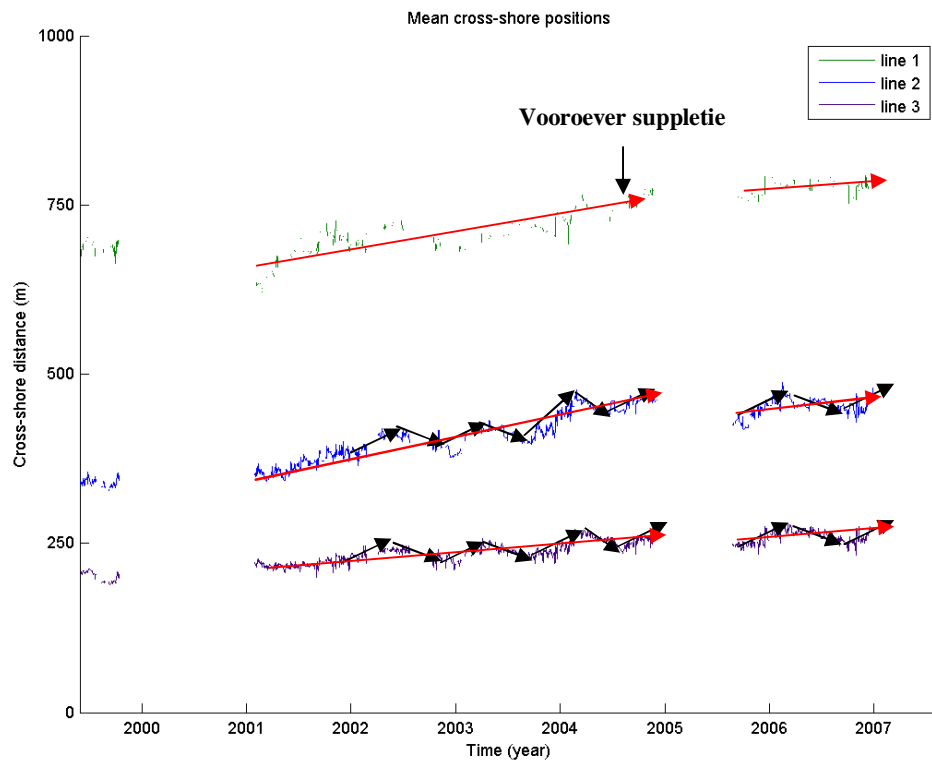 Mean cross-shore positions
1000
line 1
line 2
line 3
Vooroever suppletie
750
500
250
0
Cross-shore distance (m)
2000 2001 2002 2003 2004 2005 2006 2007
Time (year)